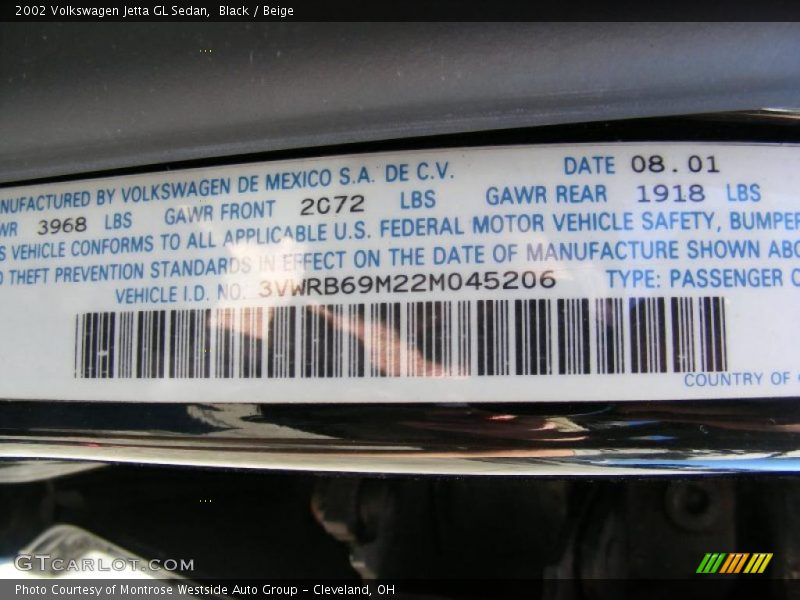 2002 Volkswagen Jetta GL Sedan, Black / Beige
NUFACTURED BY VOLKSWAGEN DE MEXICO S.A. DE C.V. DATE 08.01
WR 3968 LBS GAWR FRONT 2072 LBS GAWR REAR 1918 LBS
S VEHICLE CONFORMS TO ALL APPLICABLE U.S. FEDERAL MOTOR VEHICLE SAFETY, BUMPER
D THEFT PREVENTION STANDARDS IN EFFECT ON THE DATE OF MANUFACTURE SHOWN ABO
VEHICLE I.D. NO. 3VWRB69M22M045206 TYPE: PASSENGER C
COUNTRY OF
GTCARLOT.COM
Photo Courtesy of Montrose Westside Auto Group - Cleveland, OH